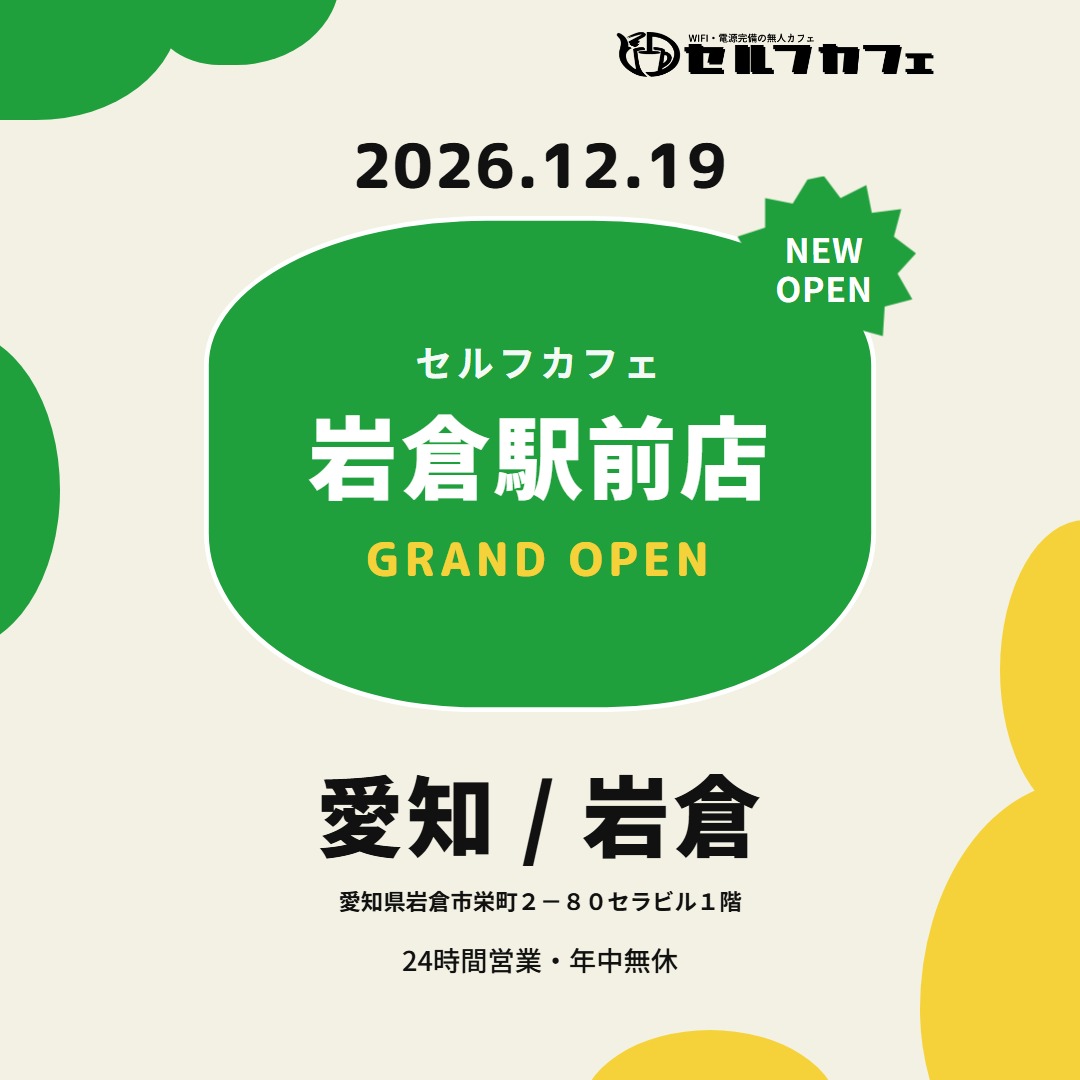 WIFI・電源完備の無人カフェ
セルフカフェ
2026.12.19
NEW
OPEN
セルフカフェ
岩倉駅前店
GRAND OPEN
愛知 / 岩倉
愛知県岩倉市栄町２－８０セラビル１階
24時間営業・年中無休